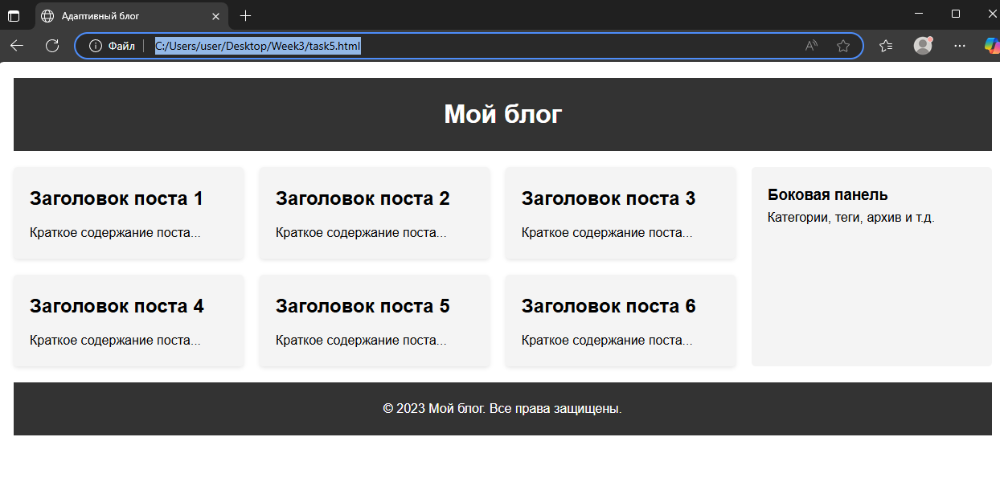 Адаптивный блог
Файл
C:/Users/user/Desktop/Week3/task5.html
Мой блог
Заголовок поста 1
Краткое содержание поста...
Заголовок поста 2
Краткое содержание поста...
Заголовок поста 3
Краткое содержание поста...
Боковая панель
Категории, теги, архив и т.д.
Заголовок поста 4
Краткое содержание поста...
Заголовок поста 5
Краткое содержание поста...
Заголовок поста 6
Краткое содержание поста...
© 2023 Мой блог. Все права защищены.